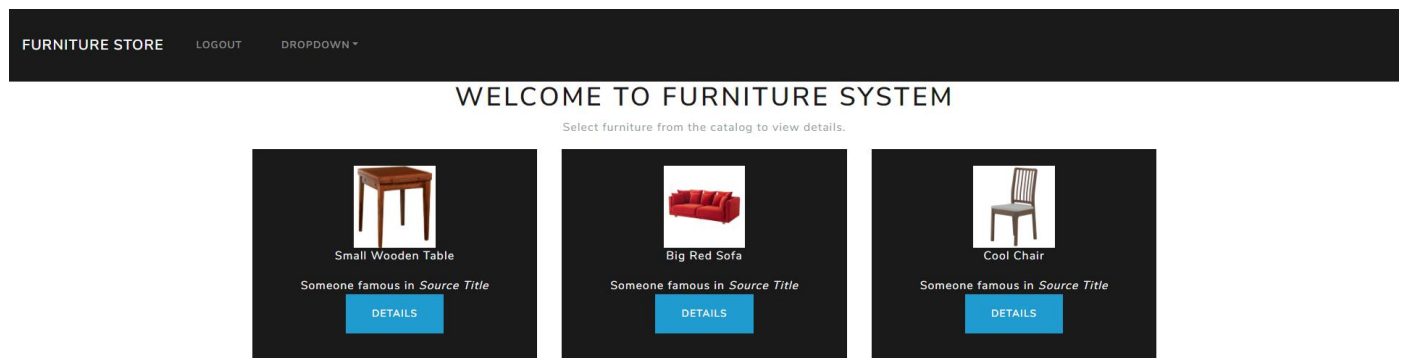 FURNITURE STORE LOGOUT DROPDOWN
WELCOME TO FURNITURE SYSTEM
Select furniture from the catalog to view details.
Small Wooden Table
Someone famous in Source Title
DETAILS
Big Red Sofa
Someone famous in Source Title
DETAILS
Cool Chair
Someone famous in Source Title
DETAILS